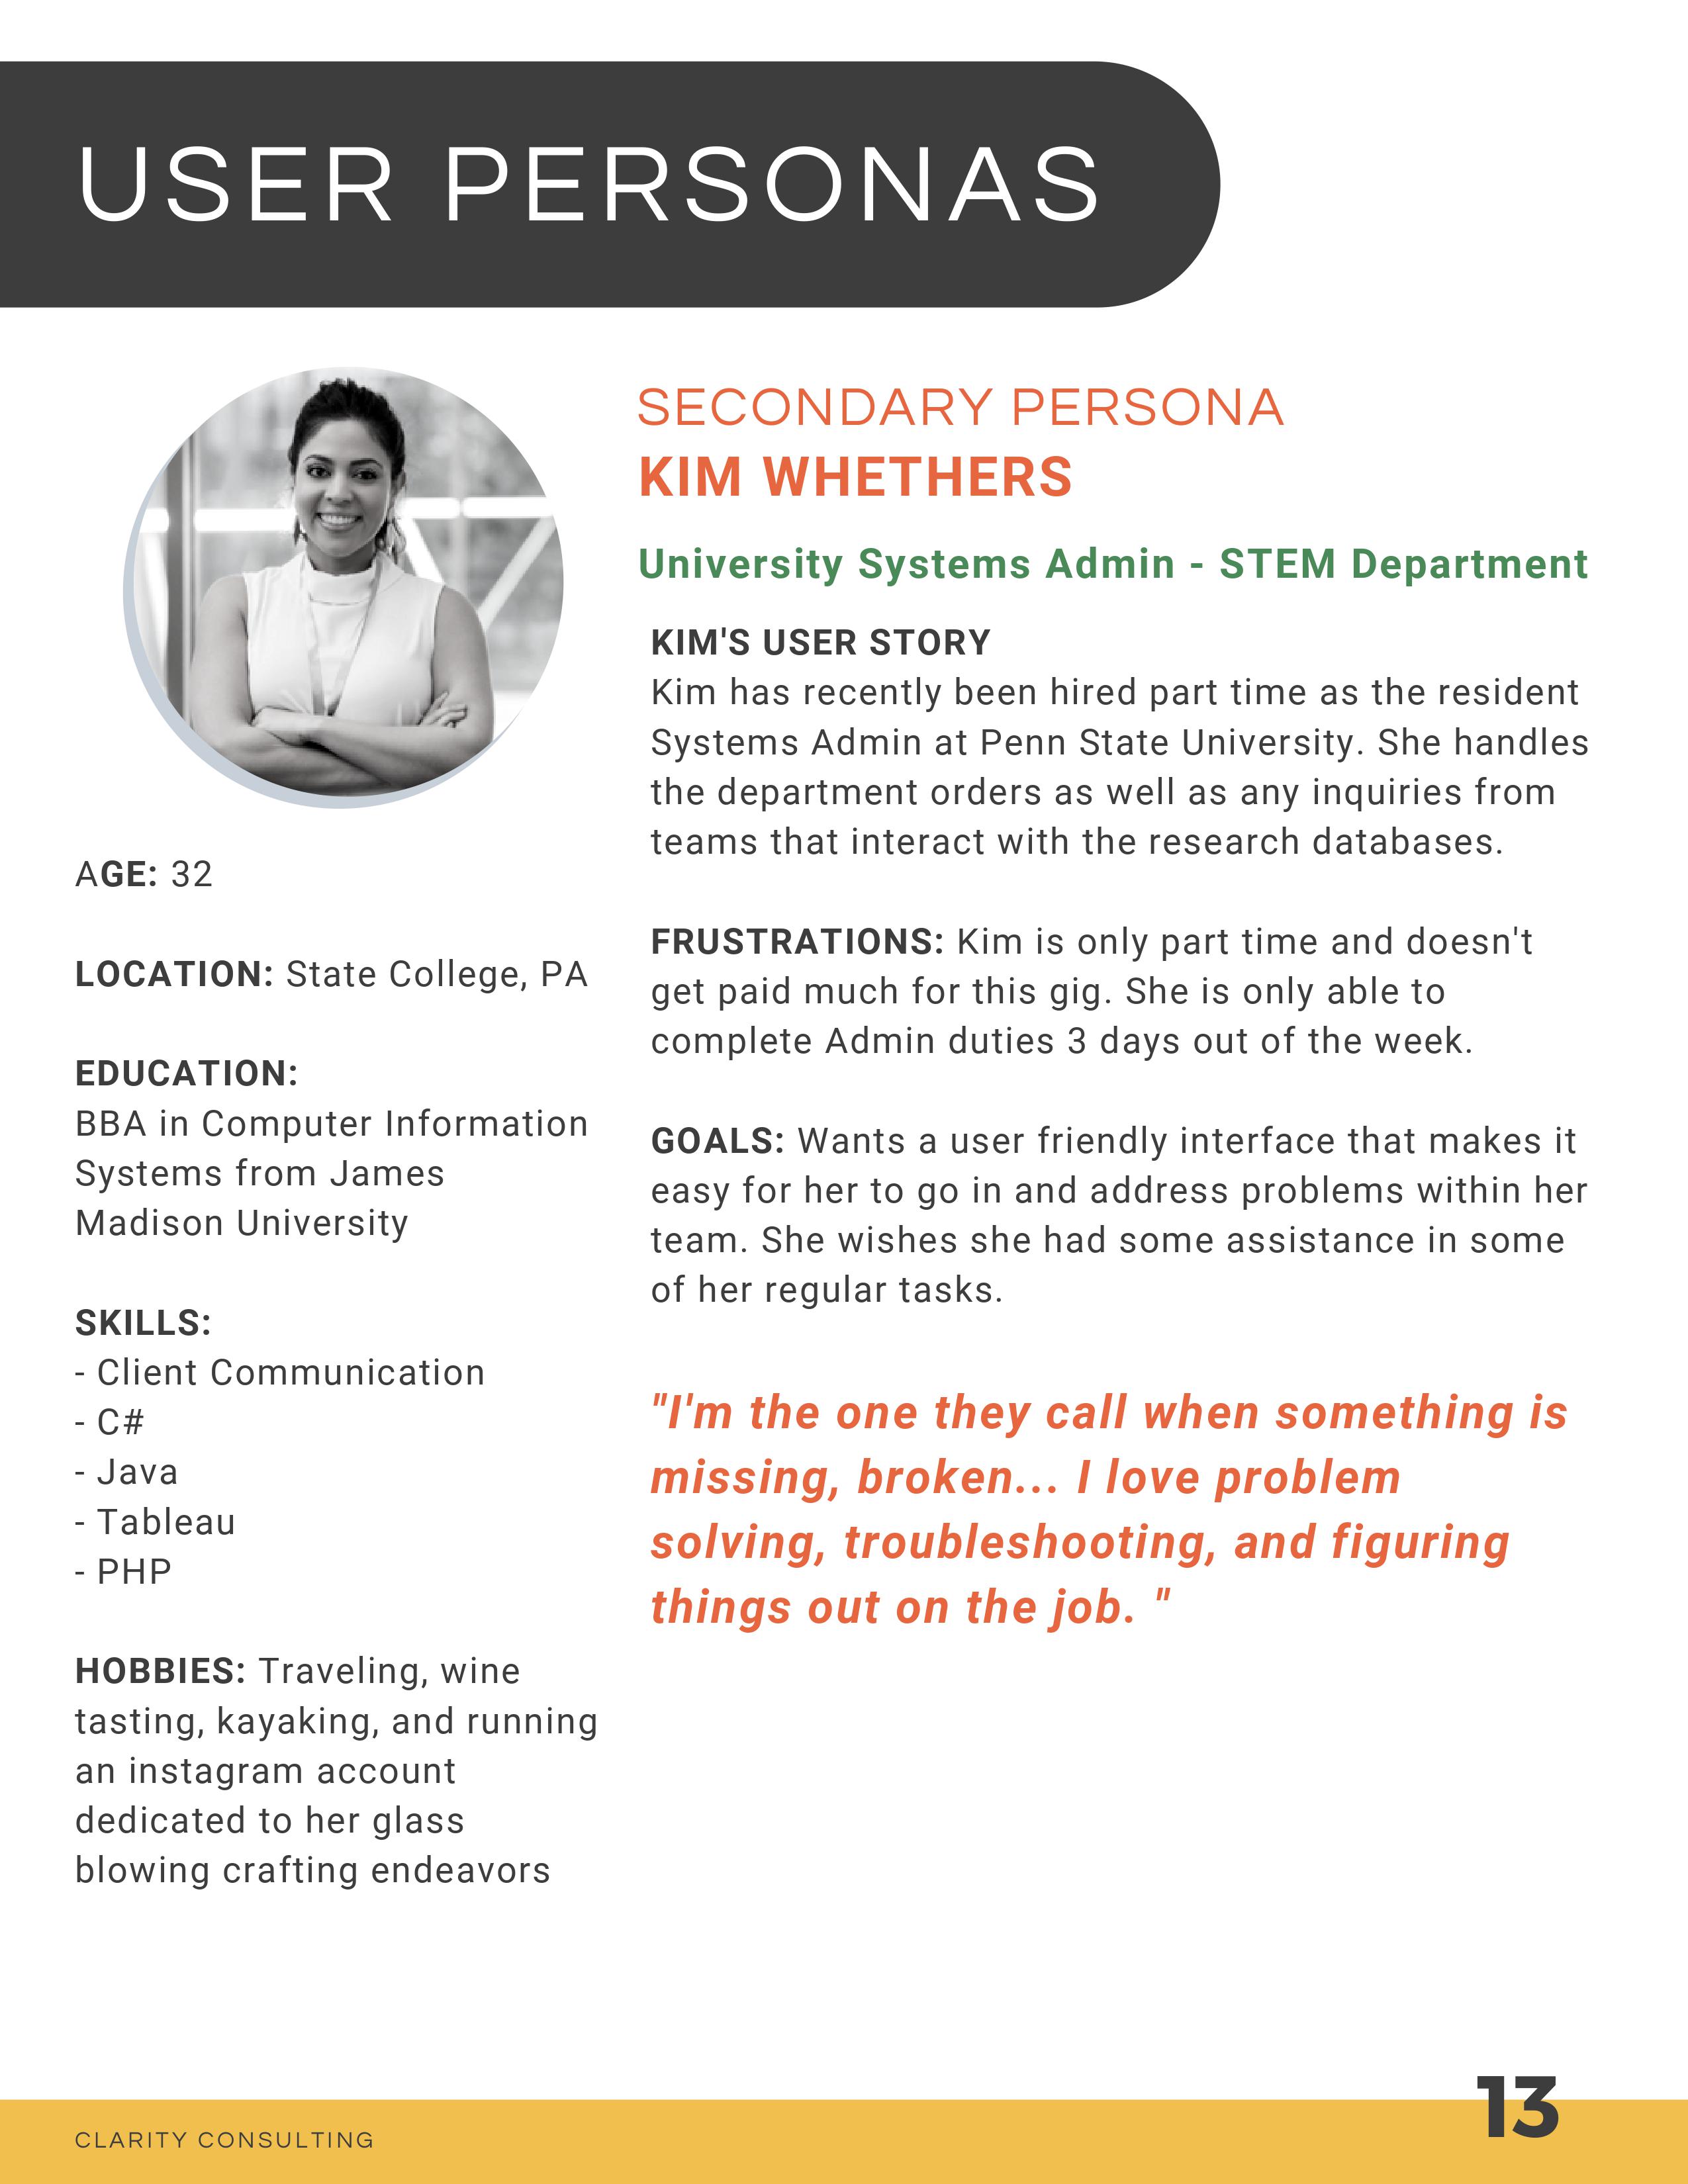 USER PERSONAS
SECONDARY PERSONA
KIM WHETHERS
University Systems Admin - STEM Department
KIM'S USER STORY
Kim has recently been hired part time as the resident
Systems Admin at Penn State University. She handles
the department orders as well as any inquiries from
teams that interact with the research databases.
FRUSTRATIONS: Kim is only part time and doesn't
get paid much for this gig. She is only able to
complete Admin duties 3 days out of the week.
GOALS: Wants a user friendly interface that makes it
easy for her to go in and address problems within her
team. She wishes she had some assistance in some
of her regular tasks.
"I'm the one they call when something is
missing, broken... I love problem
solving, troubleshooting, and figuring
things out on the job. "
AGE: 32
LOCATION: State College, PA
EDUCATION:
BBA in Computer Information
Systems from James
Madison University
SKILLS:
- Client Communication
- C#
- Java
- Tableau
- PHP
HOBBIES: Traveling, wine
tasting, kayaking, and running
an instagram account
dedicated to her glass
blowing crafting endeavors
CLARITY CONSULTING
13